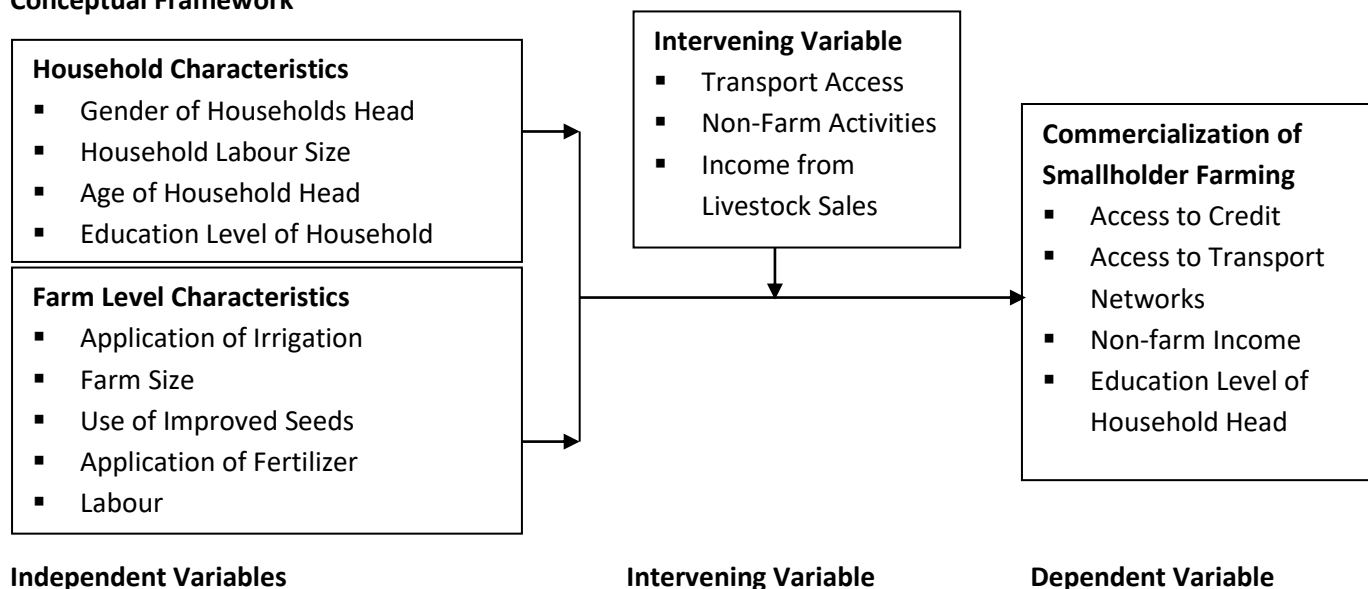 Conceptual Framework
Household Characteristics
▪ Gender of Households Head
▪ Household Labour Size
▪ Age of Household Head
▪ Education Level of Household
Farm Level Characteristics
▪ Application of Irrigation
▪ Farm Size
▪ Use of Improved Seeds
▪ Application of Fertilizer
▪ Labour
Intervening Variable
▪ Transport Access
▪ Non-Farm Activities
▪ Income from
Livestock Sales
Commercialization of
Smallholder Farming
▪ Access to Credit
▪ Access to Transport
Networks
▪ Non-farm Income
▪ Education Level of
Household Head
Independent Variables
Intervening Variable
Dependent Variable